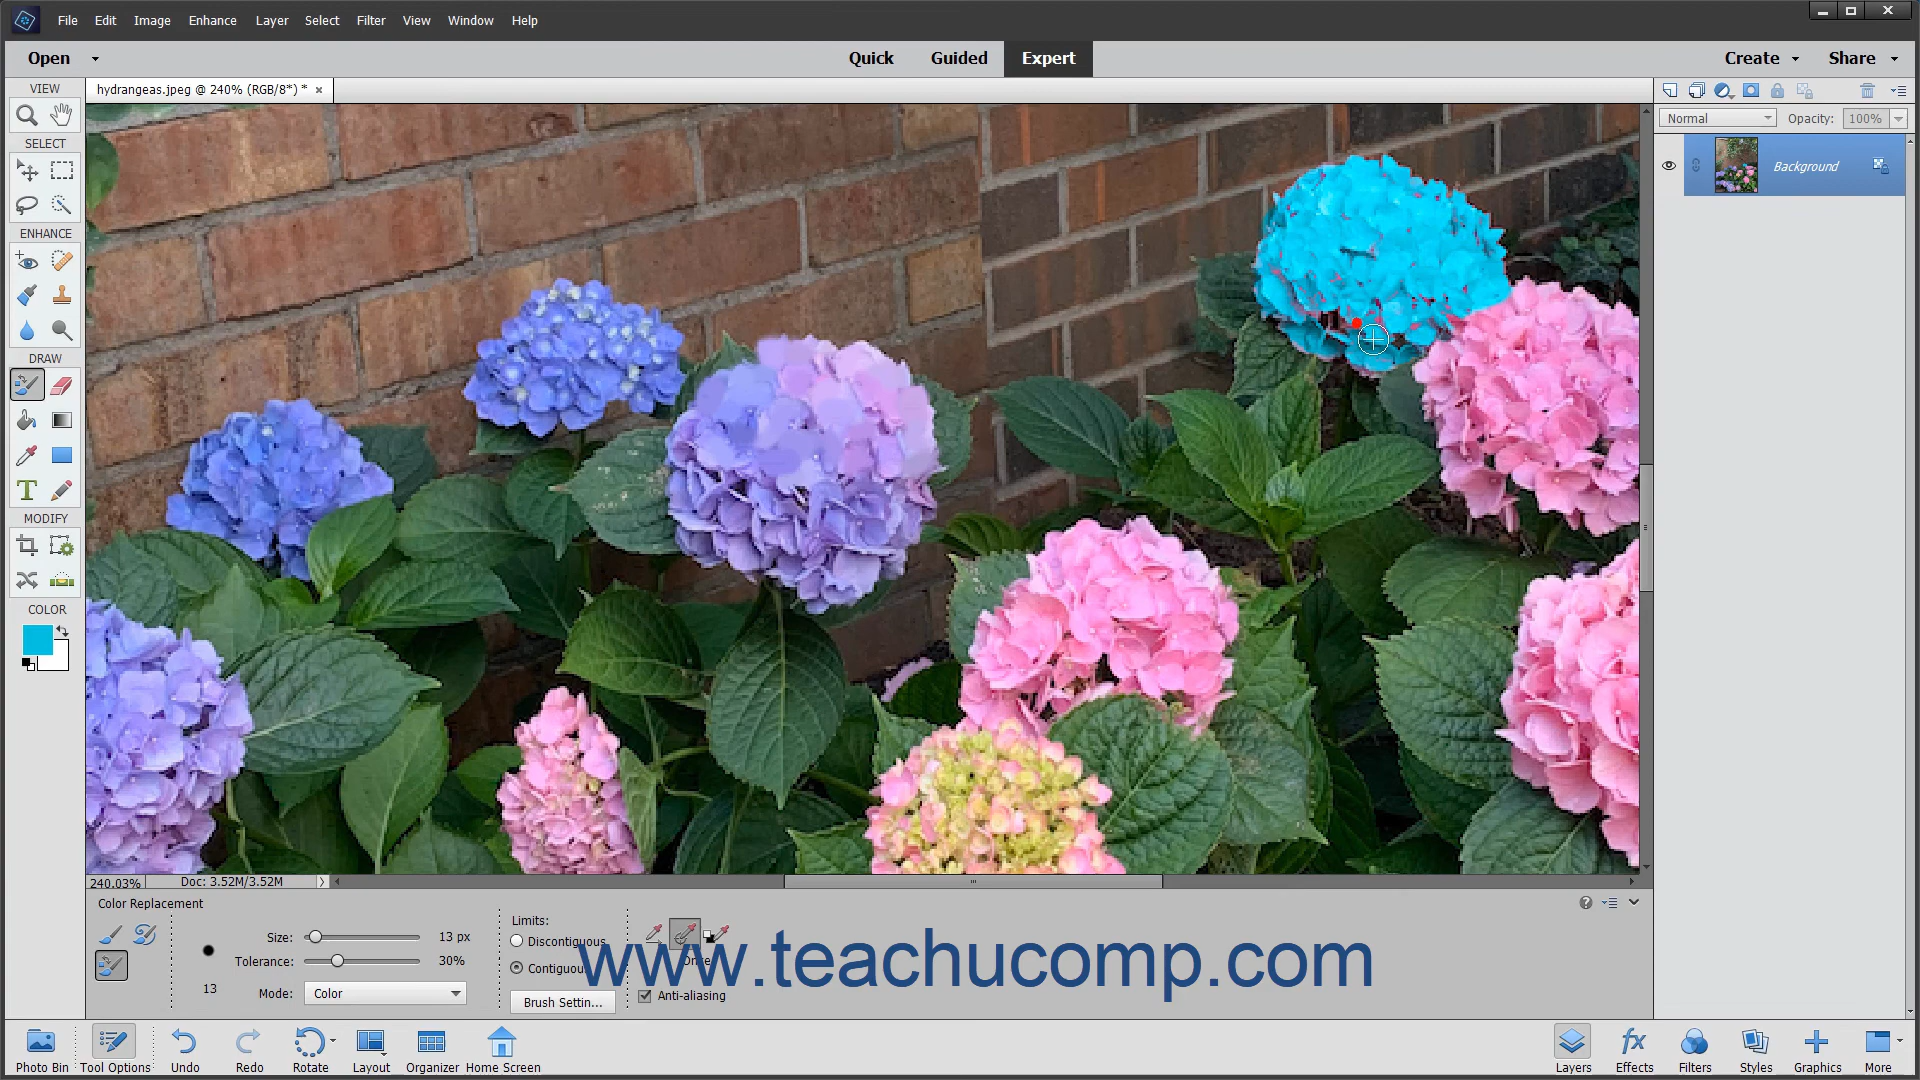 File Edit Image Enhance Layer Select Filter View Window Help
Open Quick Guided Expert Create Share
VIEW
hydrangeas.jpeg @ 240% (RGB/8*) * ×
Normal Opacity: 100%
SELECT
Background
ENHANCE
DRAW
T
MODIFY
COLOR
240.03% Doc: 3.52M/3.52M
Color Replacement
Limits:
Size: 13 px
Discontiguous
Tolerance: 30%
Contiguous
www.teachucomp.com
13
Mode: Color
Brush Settin...
Anti-aliasing
Photo Bin Tool Options Undo Redo Rotate Layout Organizer Home Screen
fx
Layers Effects Filters Styles Graphics More